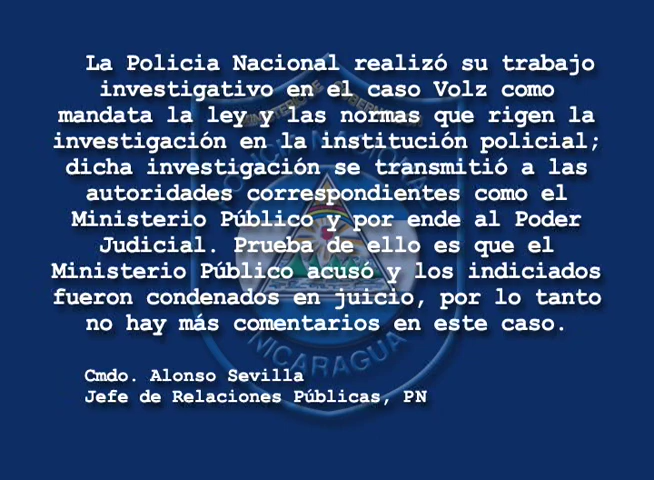 La Policia Nacional realizó su trabajo
investigativo en el caso Volz como
mandata la ley y las normas que rigen la
investigación en la institución policial;
dicha investigación se transmitió a las
autoridades correspondientes como el
Ministerio Público y por ende al Poder
Judicial. Prueba de ello es que el
Ministerio Público acusó y los indiciados
fueron condenados en juicio, por lo tanto
no hay más comentarios en este caso.
Cmdo. Alonso Sevilla
Jefe de Relaciones Públicas, PN
NICARAGUA